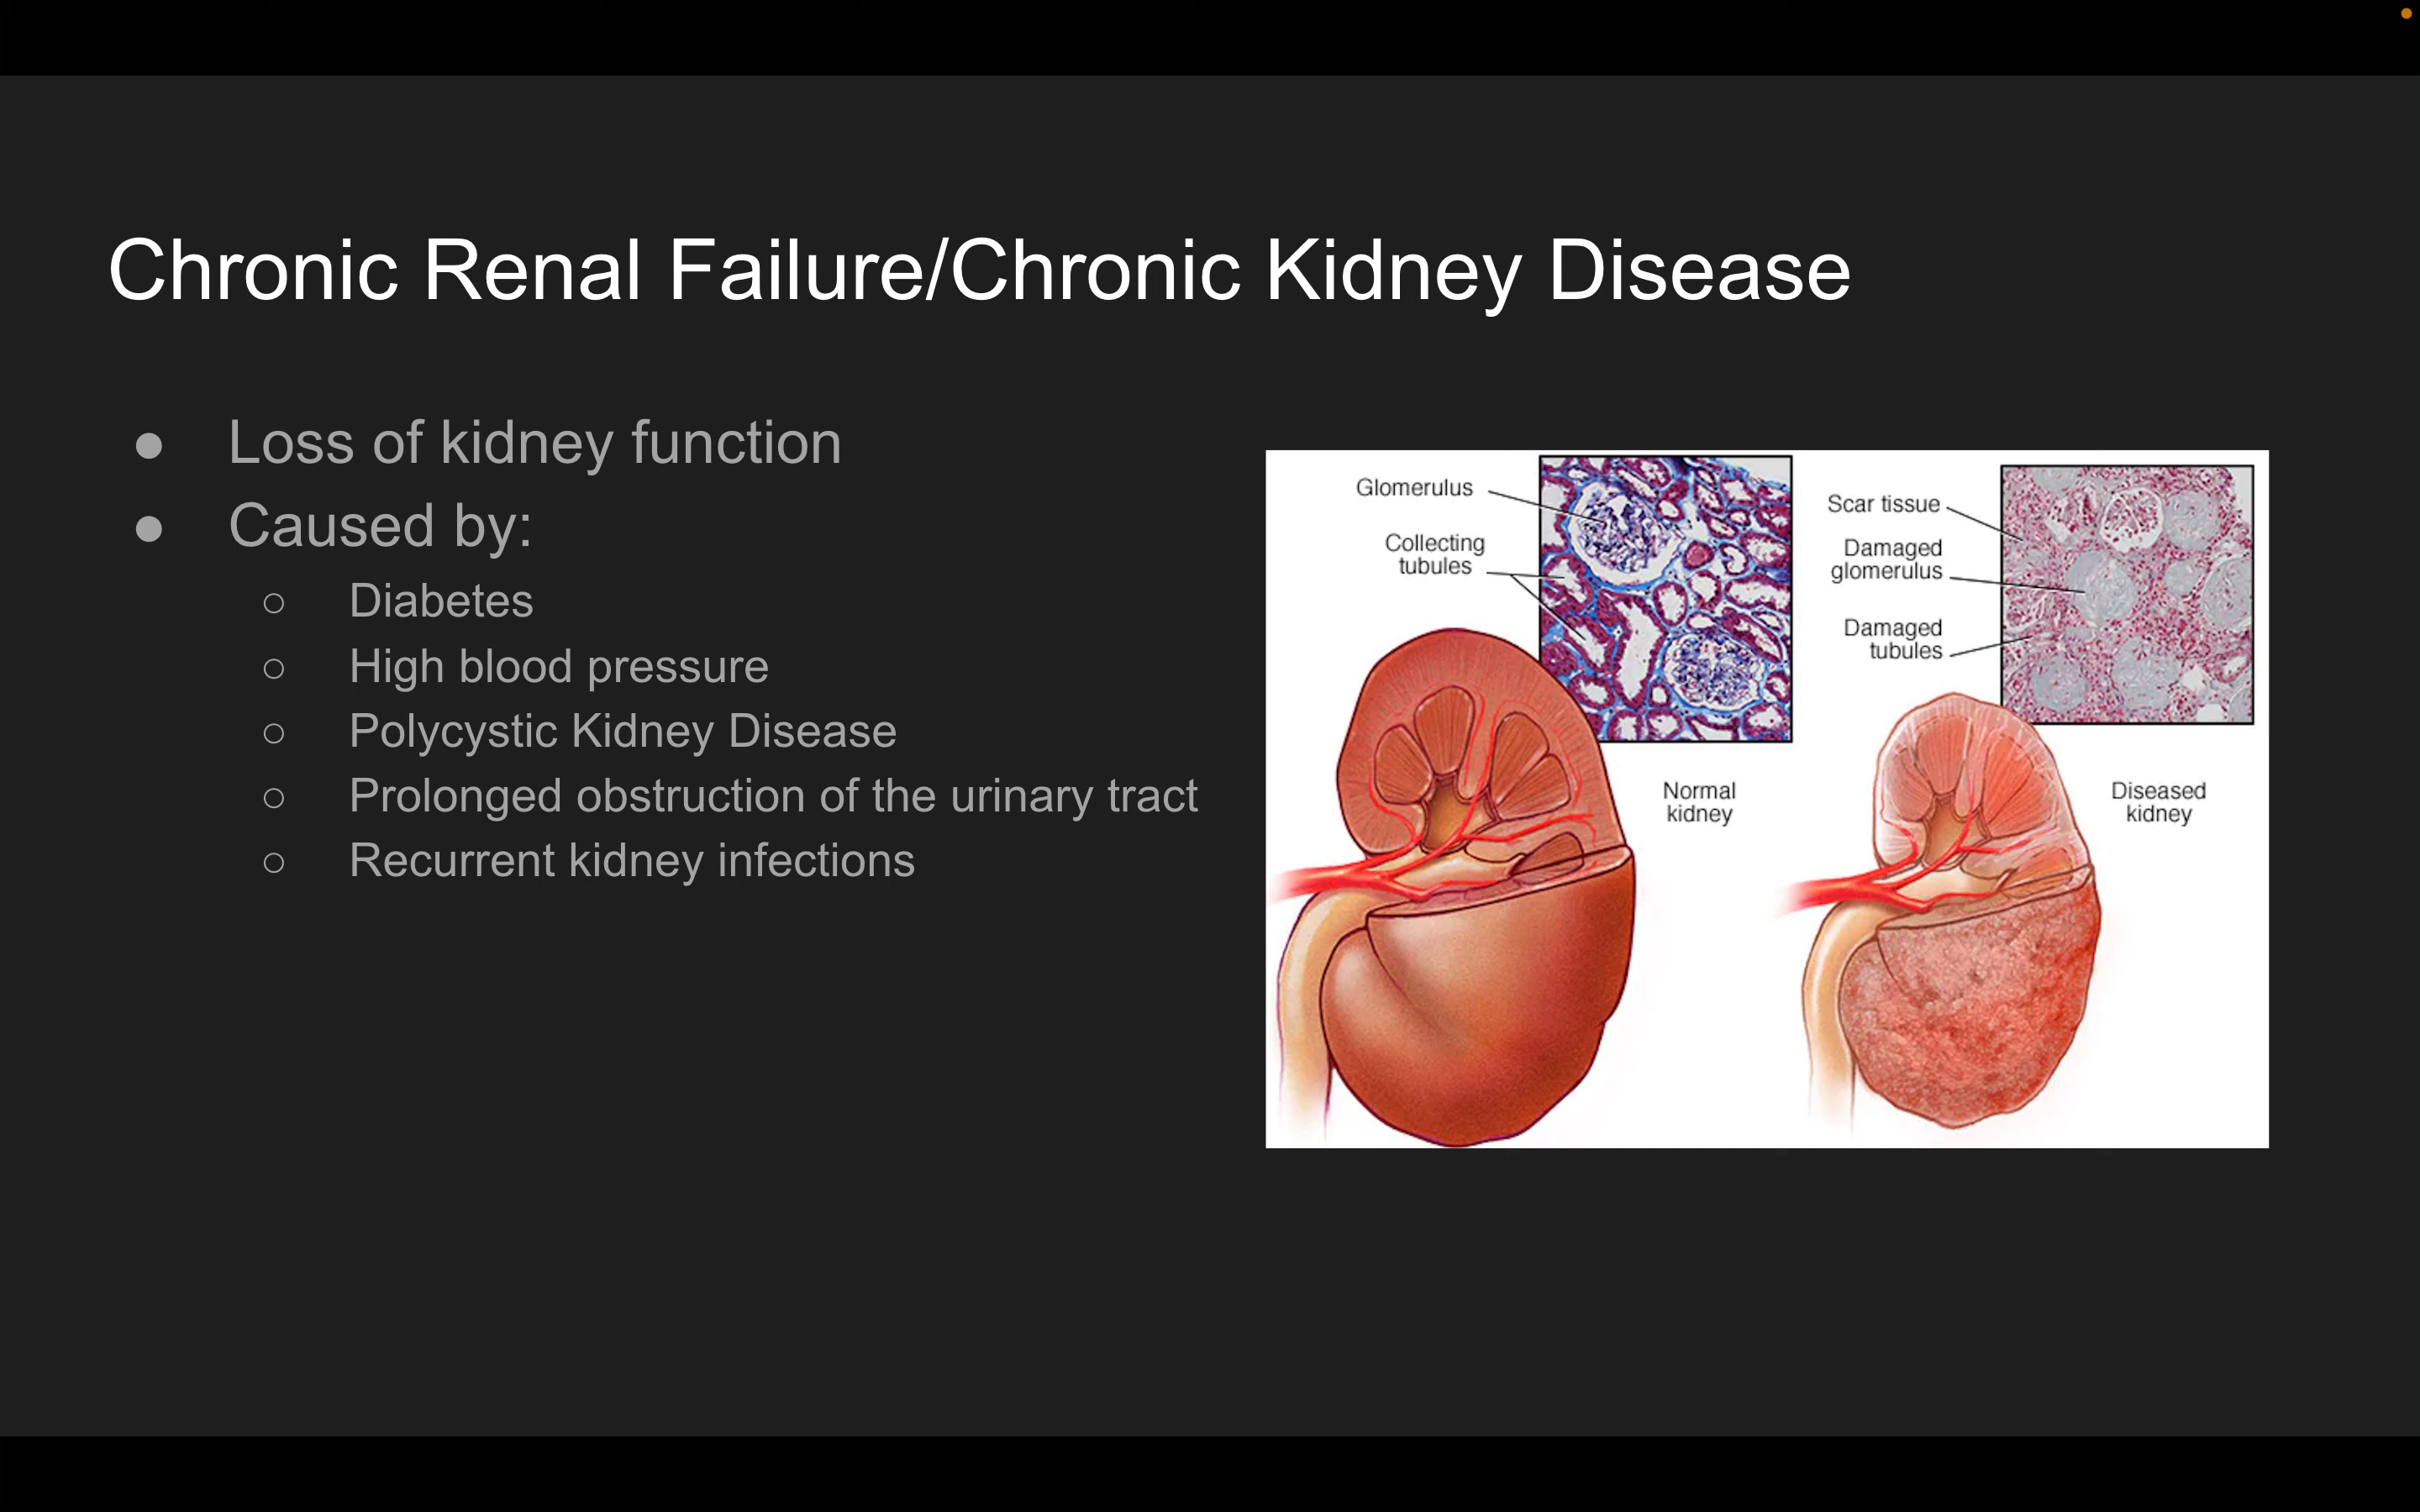 Chronic Renal Failure/Chronic Kidney Disease
● Loss of kidney function
● Caused by:
○ Diabetes
○ High blood pressure
○ Polycystic Kidney Disease
○ Prolonged obstruction of the urinary tract
○ Recurrent kidney infections
Glomerulus
Collecting
tubules
Normal
kidney
Scar tissue
Damaged
glomerulus
Damaged
tubules
Diseased
kidney